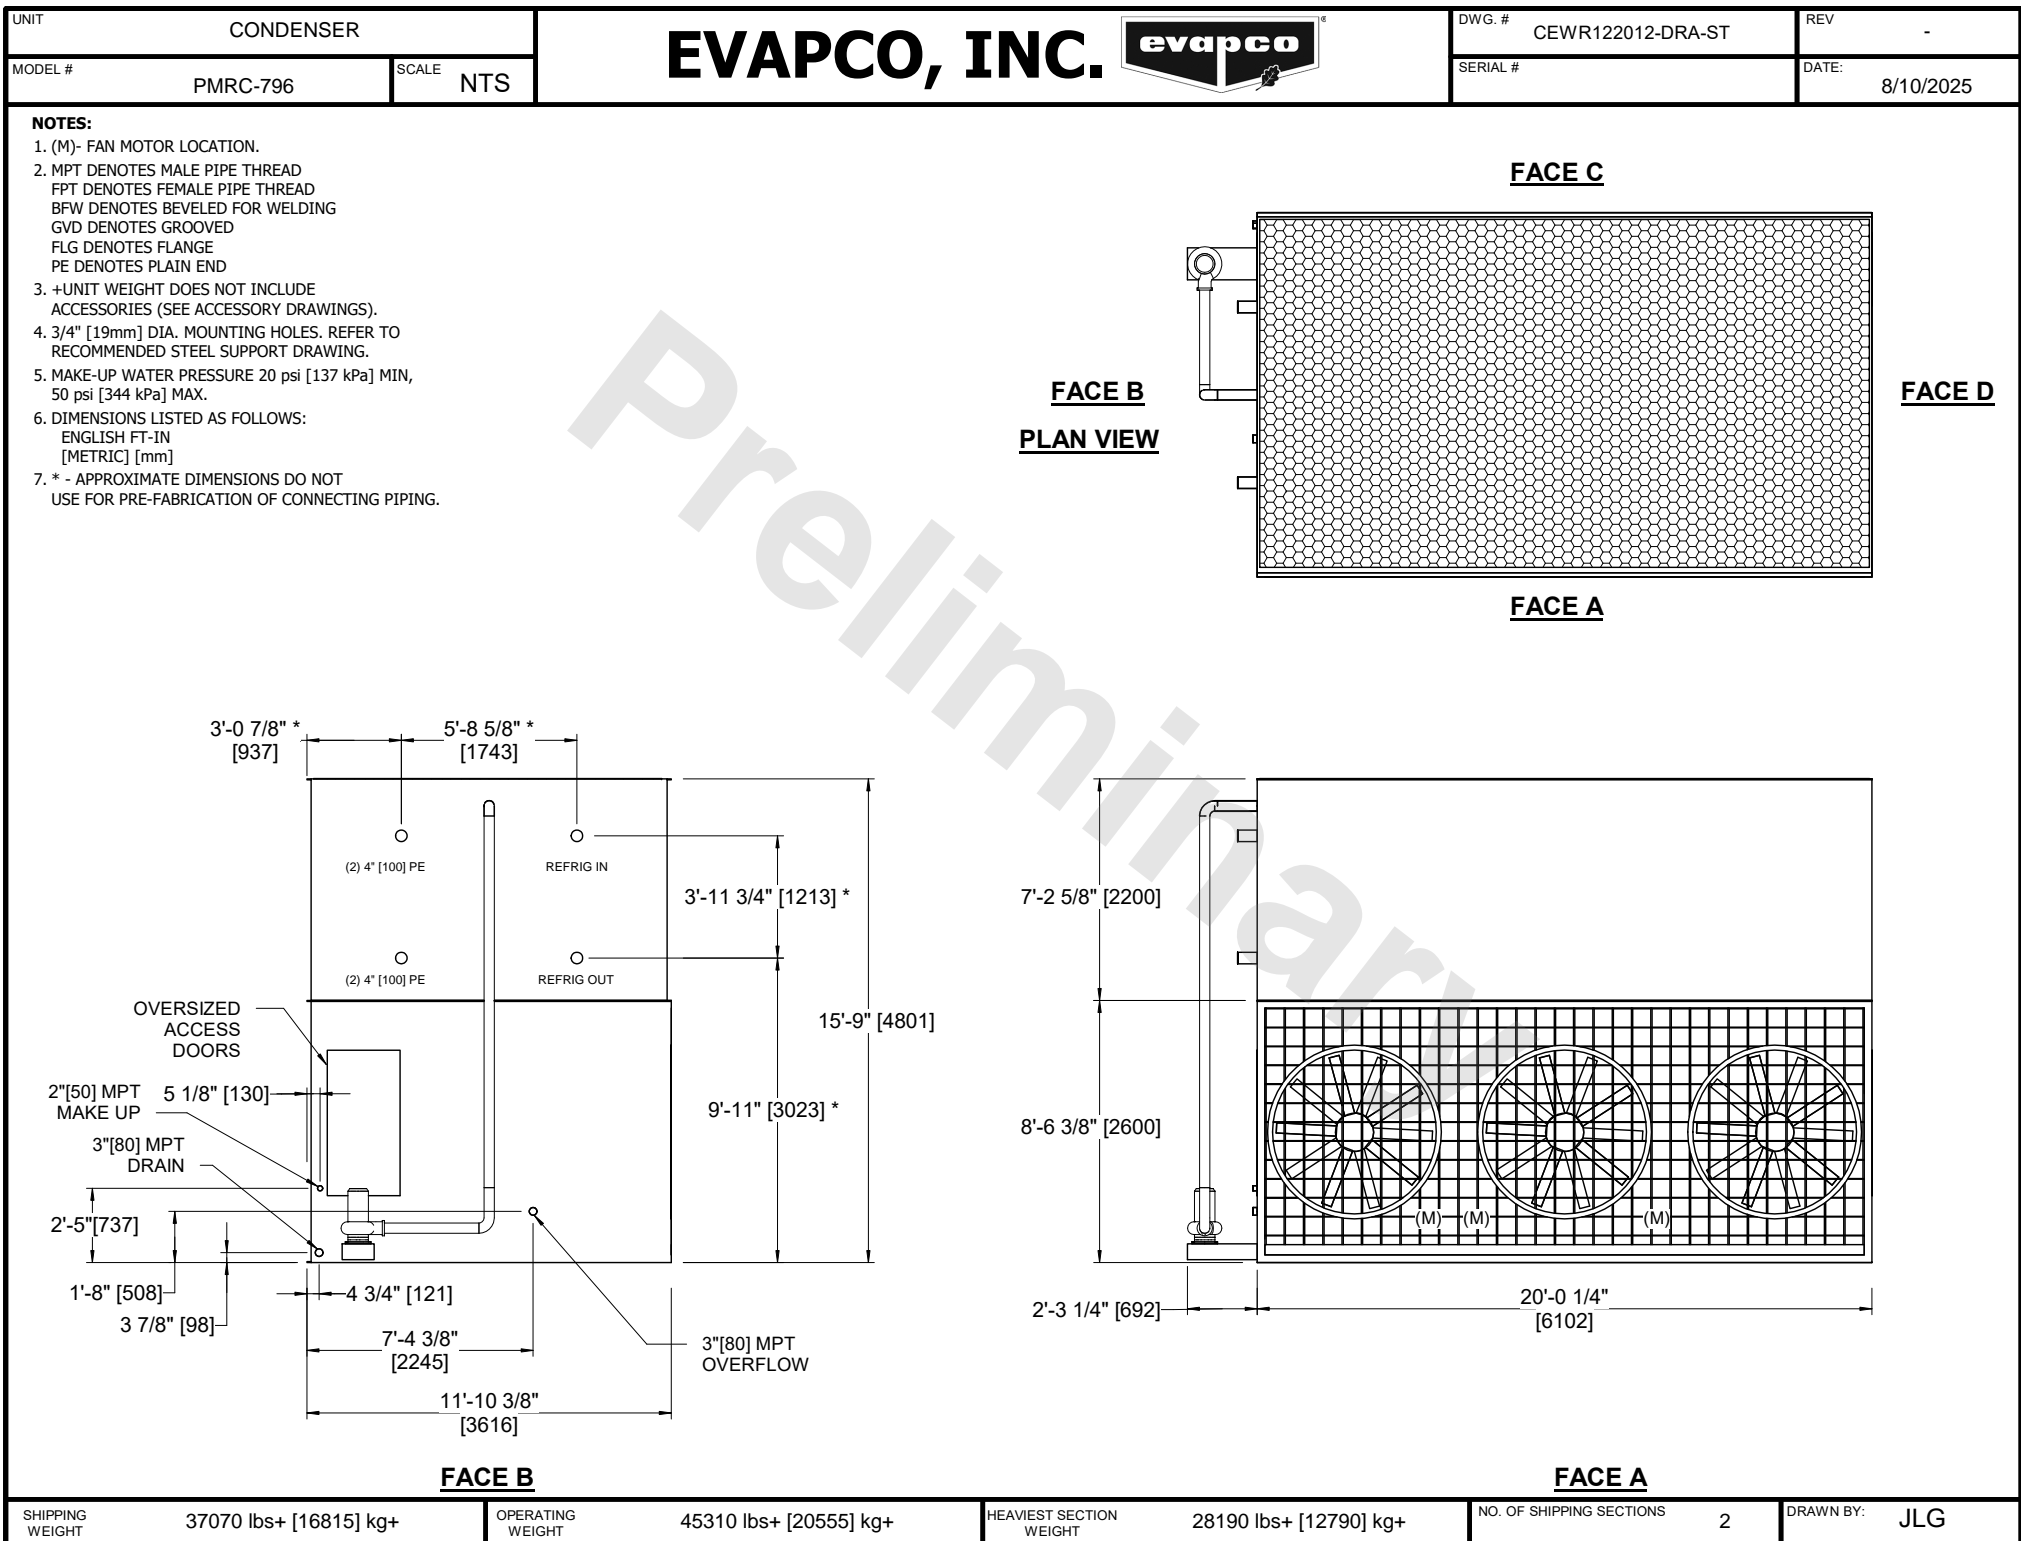 UNIT
CONDENSER
MODEL #
PMRC-796
SCALE
NTS
EVAPCO, INC.
evapco
®
DWG. #
CEWR122012-DRA-ST
REV
-
SERIAL #
DATE:
8/10/2025
NOTES:
1. (M)- FAN MOTOR LOCATION.
2. MPT DENOTES MALE PIPE THREAD
FPT DENOTES FEMALE PIPE THREAD
BFW DENOTES BEVELED FOR WELDING
GVD DENOTES GROOVED
FLG DENOTES FLANGE
PE DENOTES PLAIN END
3. +UNIT WEIGHT DOES NOT INCLUDE
ACCESSORIES (SEE ACCESSORY DRAWINGS).
4. 3/4" [19mm] DIA. MOUNTING HOLES. REFER TO
RECOMMENDED STEEL SUPPORT DRAWING.
5. MAKE-UP WATER PRESSURE 20 psi [137 kPa] MIN,
50 psi [344 kPa] MAX.
6. DIMENSIONS LISTED AS FOLLOWS:
ENGLISH FT-IN
[METRIC] [mm]
7. * - APPROXIMATE DIMENSIONS DO NOT
USE FOR PRE-FABRICATION OF CONNECTING PIPING.
Preliminary
FACE C
FACE B
PLAN VIEW
FACE D
FACE A
3'-0 7/8" *
[937]
5'-8 5/8" *
[1743]
(2) 4" [100] PE
REFRIG IN
3'-11 3/4" [1213] *
(2) 4" [100] PE
REFRIG OUT
OVERSIZED
ACCESS
DOORS
15'-9" [4801]
2"[50] MPT
MAKE UP
5 1/8" [130]
9'-11" [3023] *
3"[80] MPT
DRAIN
2'-5"[737]
1'-8" [508]
4 3/4" [121]
3 7/8" [98]
7'-4 3/8"
[2245]
3"[80] MPT
OVERFLOW
11'-10 3/8"
[3616]
FACE B
7'-2 5/8" [2200]
8'-6 3/8" [2600]
(M)
(M)
(M)
2'-3 1/4" [692]
20'-0 1/4"
[6102]
FACE A
SHIPPING
WEIGHT
37070 lbs+ [16815] kg+
OPERATING
WEIGHT
45310 lbs+ [20555] kg+
HEAVIEST SECTION
WEIGHT
28190 lbs+ [12790] kg+
NO. OF SHIPPING SECTIONS
2
DRAWN BY:
JLG